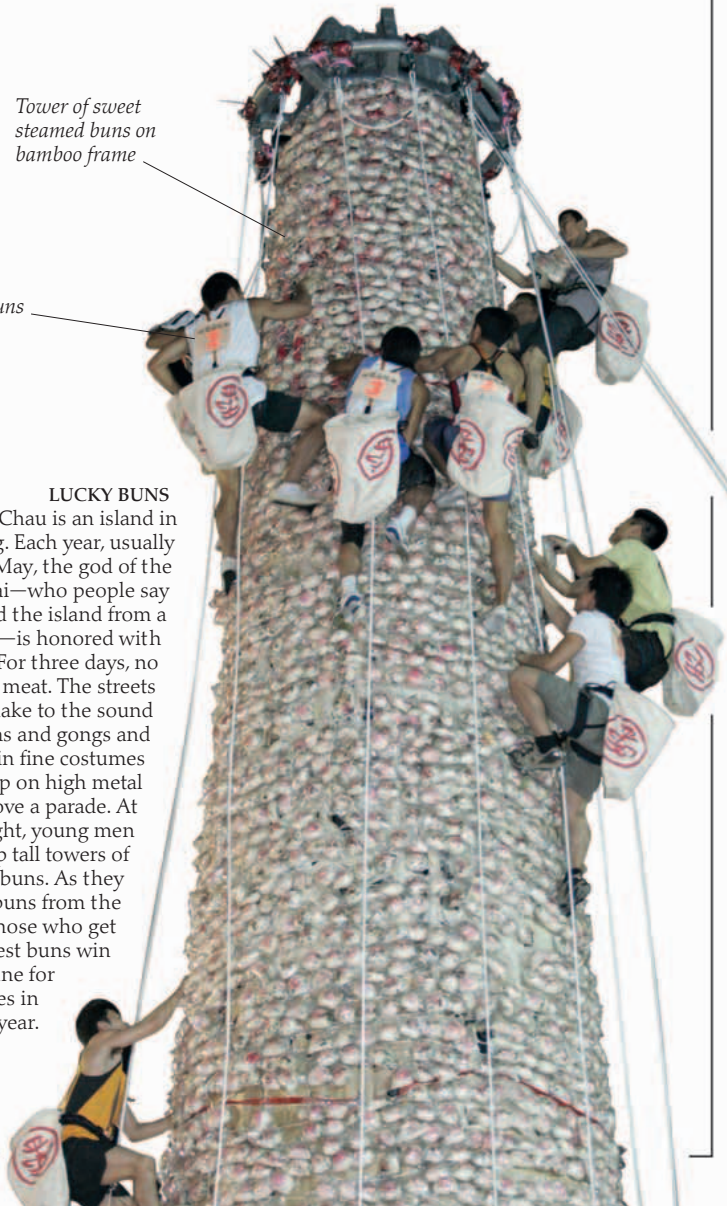 Tower of sweet
steamed buns on
bamboo frame
uns
LUCKY BUNS
Chau is an island in
g. Each year, usually
May, the god of the
ni—who people say
d the island from a
—is honored with
For three days, no
meat. The streets
ake to the sound
ns and gongs and
in fine costumes
p on high metal
ove a parade. At
ght, young men
p tall towers of
buns. As they
buns from the
hose who get
est buns win
ne for
es in
year.